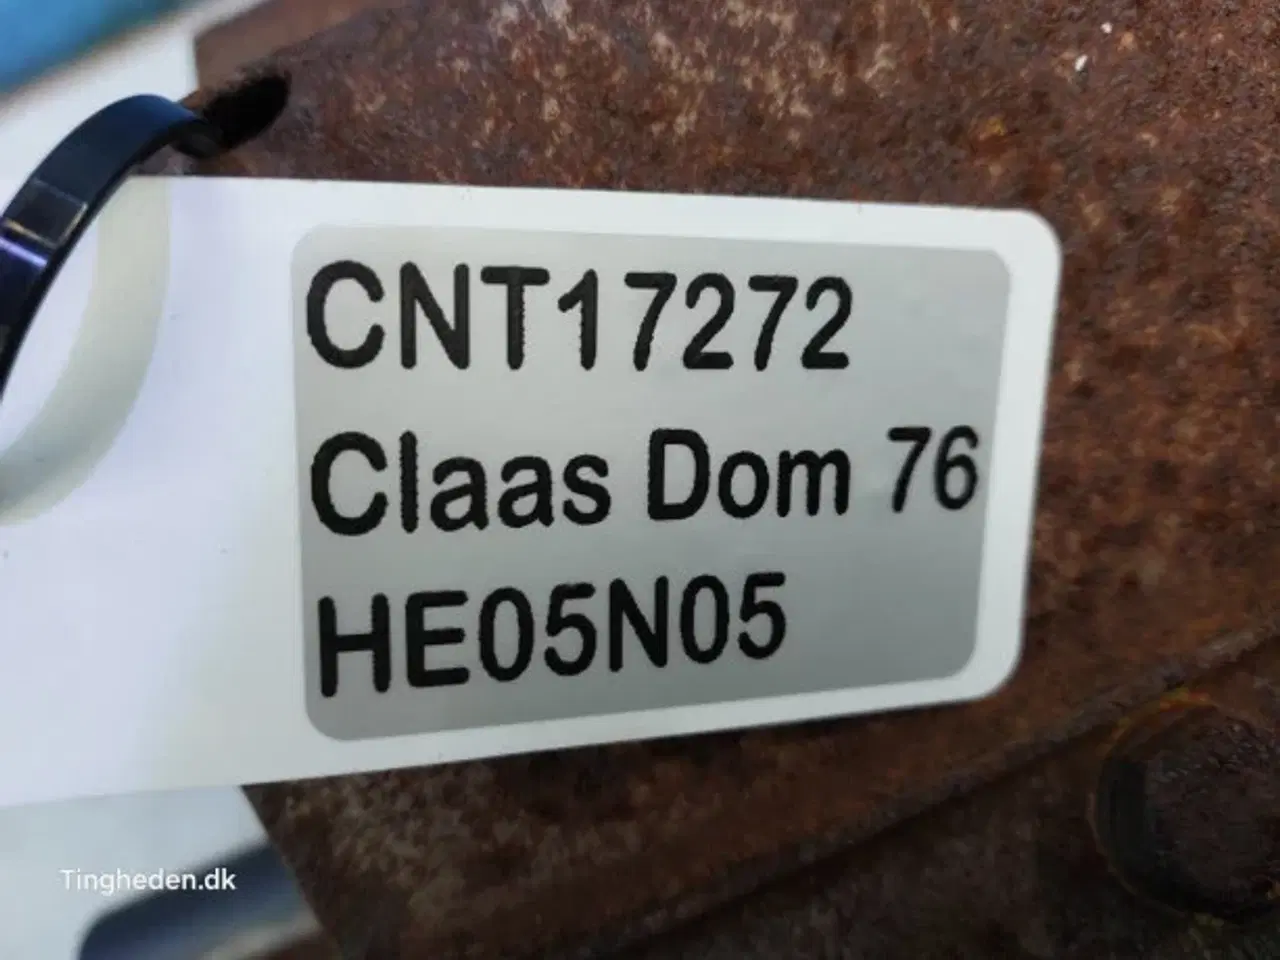 CNT17272
Claas Dom 76
HE05N05
Tingheden.dk